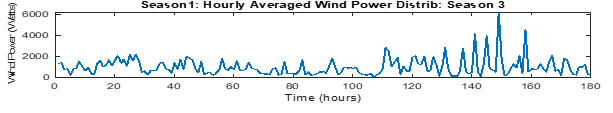 Season1: Hourly Averaged Wind Power Distrib: Season 3
Wind Power (Watts)
6000
4000
2000
0
0 20 40 60 80 100 120 140 160 180
Time (hours)